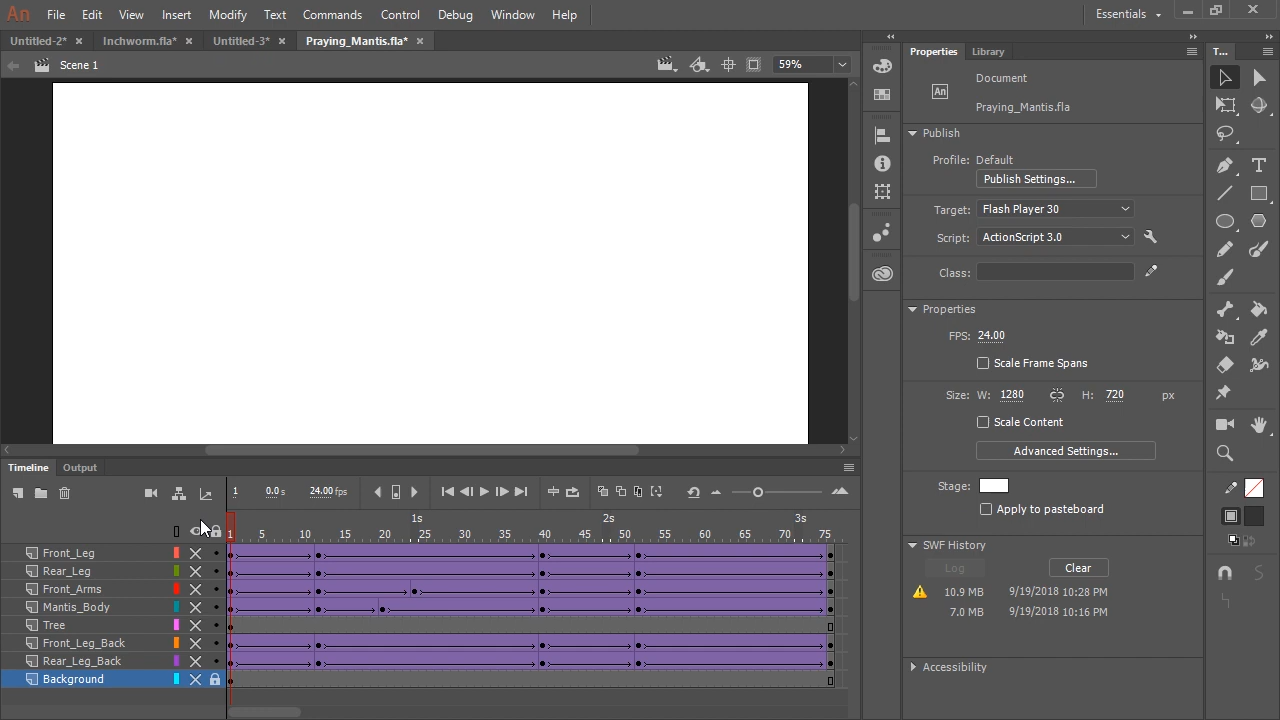 An File Edit View Insert Modify Text Commands Control Debug Window Help Essentials
Untitled-2* × Inchworm.fla* × Untitled-3* × Praying_Mantis.fla* ×
Scene 1 59%
Properties Library T...
Document
An Praying_Mantis.fla
Publish
Profile: Default
Publish Settings...
Target: Flash Player 30
Script: ActionScript 3.0
Class:
Properties
FPS: 24.00
Scale Frame Spans
Size: W: 1280 H: 720 px
Scale Content
Advanced Settings...
Stage:
Apply to pasteboard
SWF History
Log Clear
10.9 MB 9/19/2018 10:28 PM
7.0 MB 9/19/2018 10:16 PM
Accessibility
Timeline Output
1 0.0 s 24.00 fps
1s 2s 3s
1 5 10 15 20 25 30 35 40 45 50 55 60 65 70 75
Front_Leg
Rear_Leg
Front_Arms
Mantis_Body
Tree
Front_Leg_Back
Rear_Leg_Back
Background